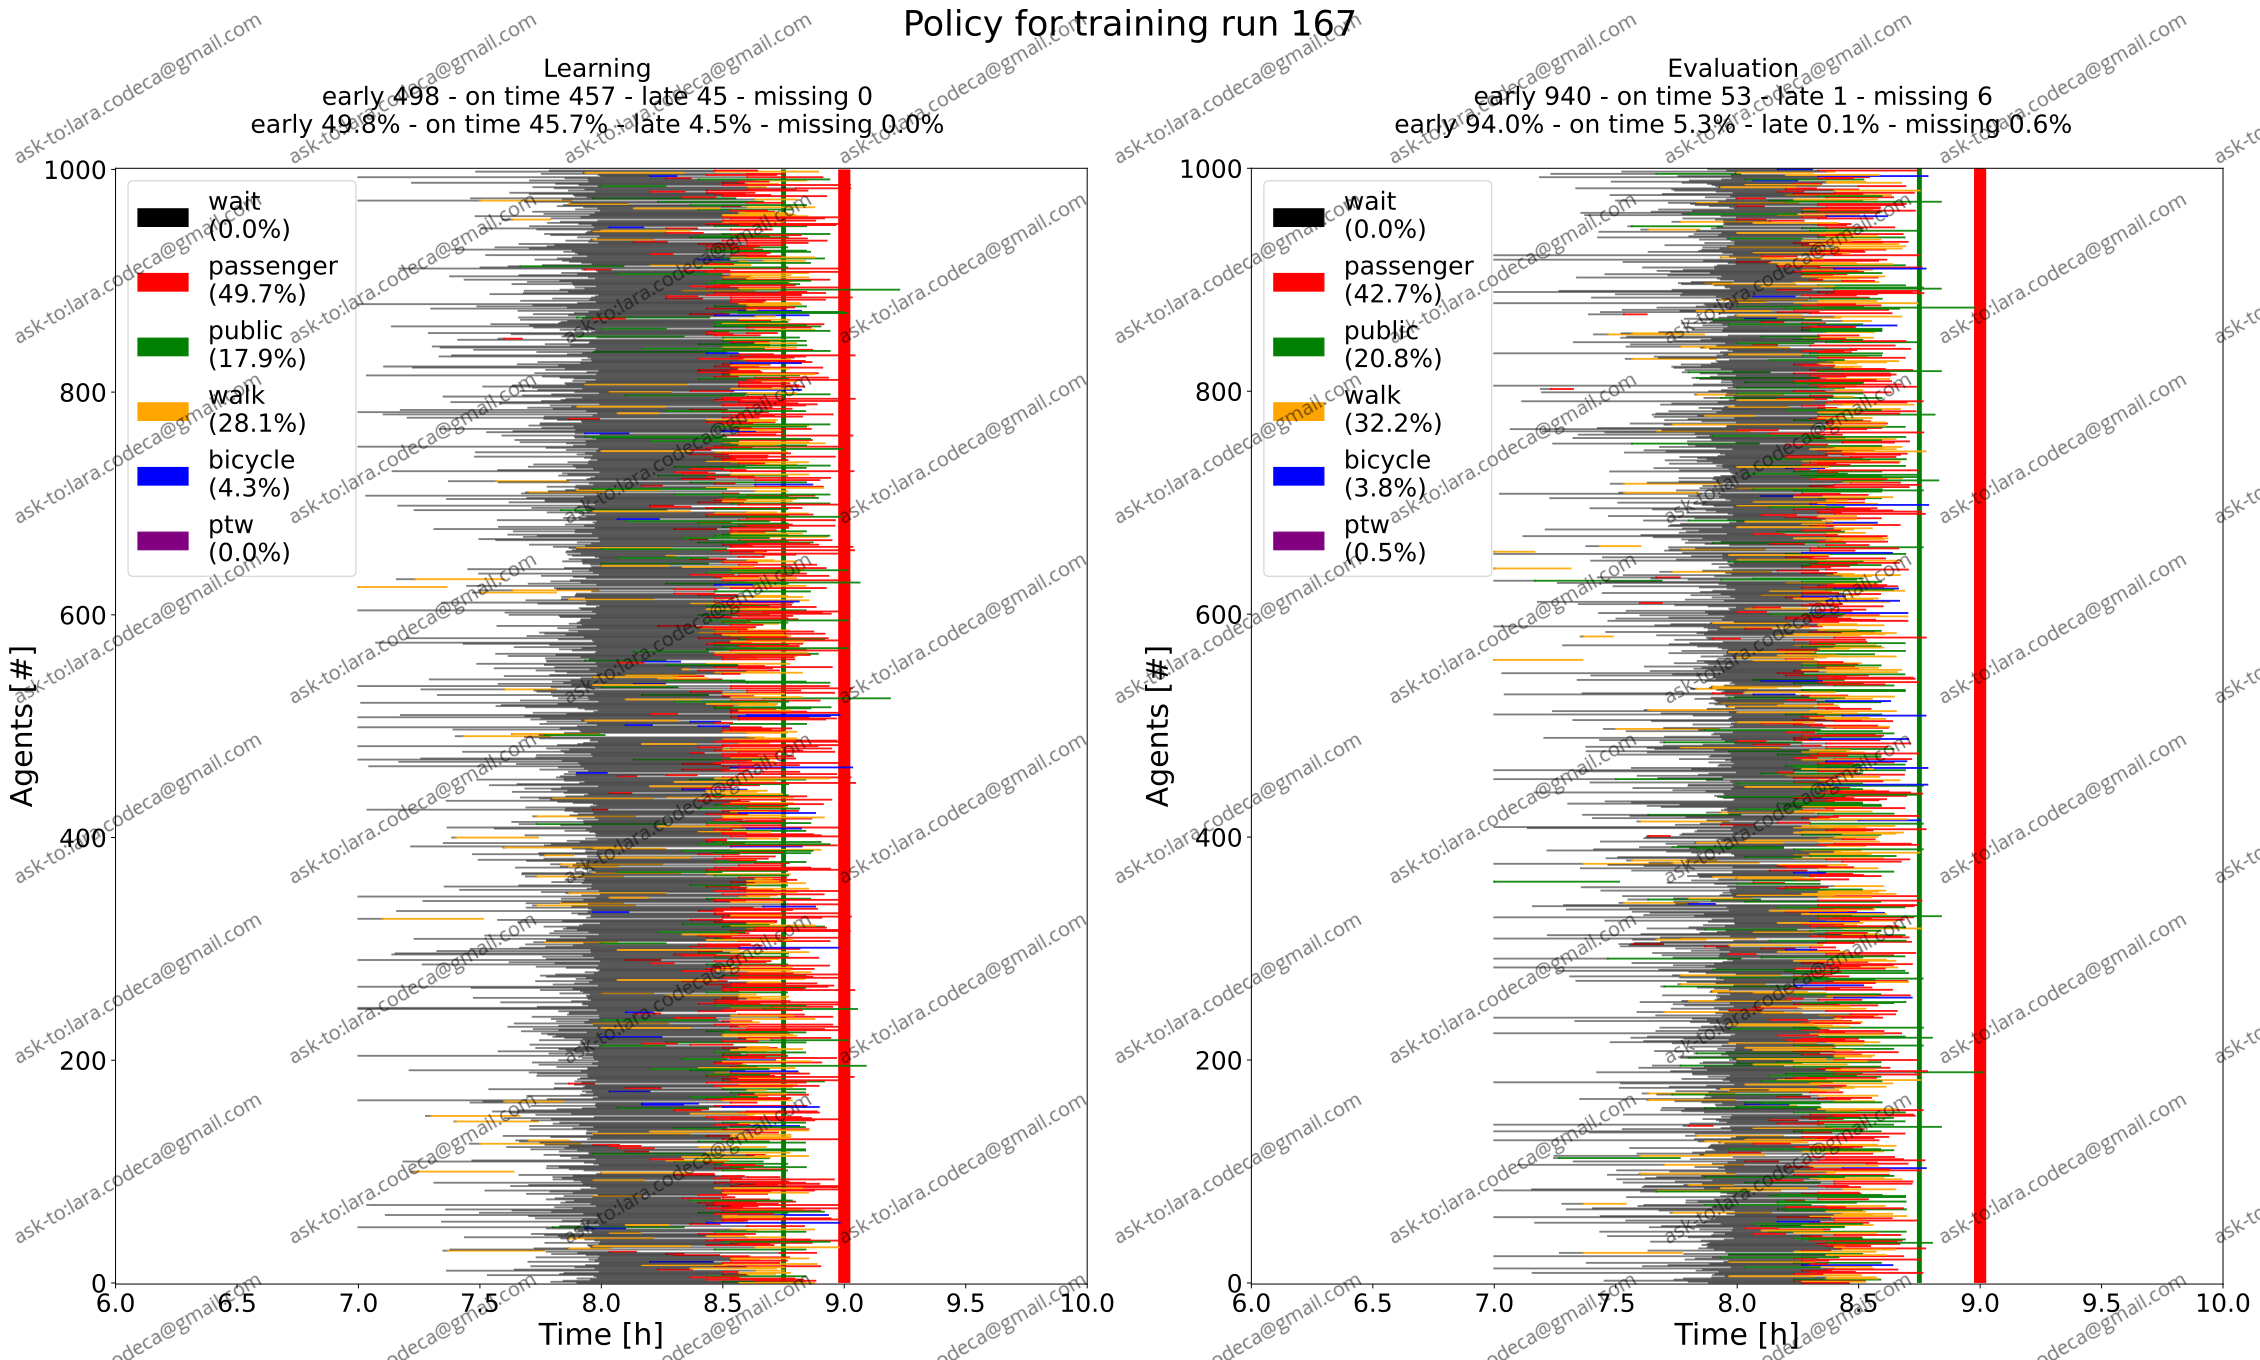 Policy for training run 167
Learning
early 498 - on time 457 - late 45 - missing 0
early 49.8% - on time 45.7% - late 4.5% - missing 0.0%
1000
800
600
400
200
0
Agents [#]
wait
(0.0%)
passenger
(49.7%)
public
(17.9%)
walk
(28.1%)
bicycle
(4.3%)
ptw
(0.0%)
6.0 6.5 7.0 7.5 8.0 8.5 9.0 9.5 10.0
Time [h]
Evaluation
early 940 - on time 53 - late 1 - missing 6
early 94.0% - on time 5.3% - late 0.1% - missing 0.6%
1000
800
600
400
200
0
Agents [#]
wait
(0.0%)
passenger
(42.7%)
public
(20.8%)
walk
(32.2%)
bicycle
(3.8%)
ptw
(0.5%)
6.0 6.5 7.0 7.5 8.0 8.5 9.0 9.5 10.0
Time [h]
ask-to:lara.codeca@gmail.com